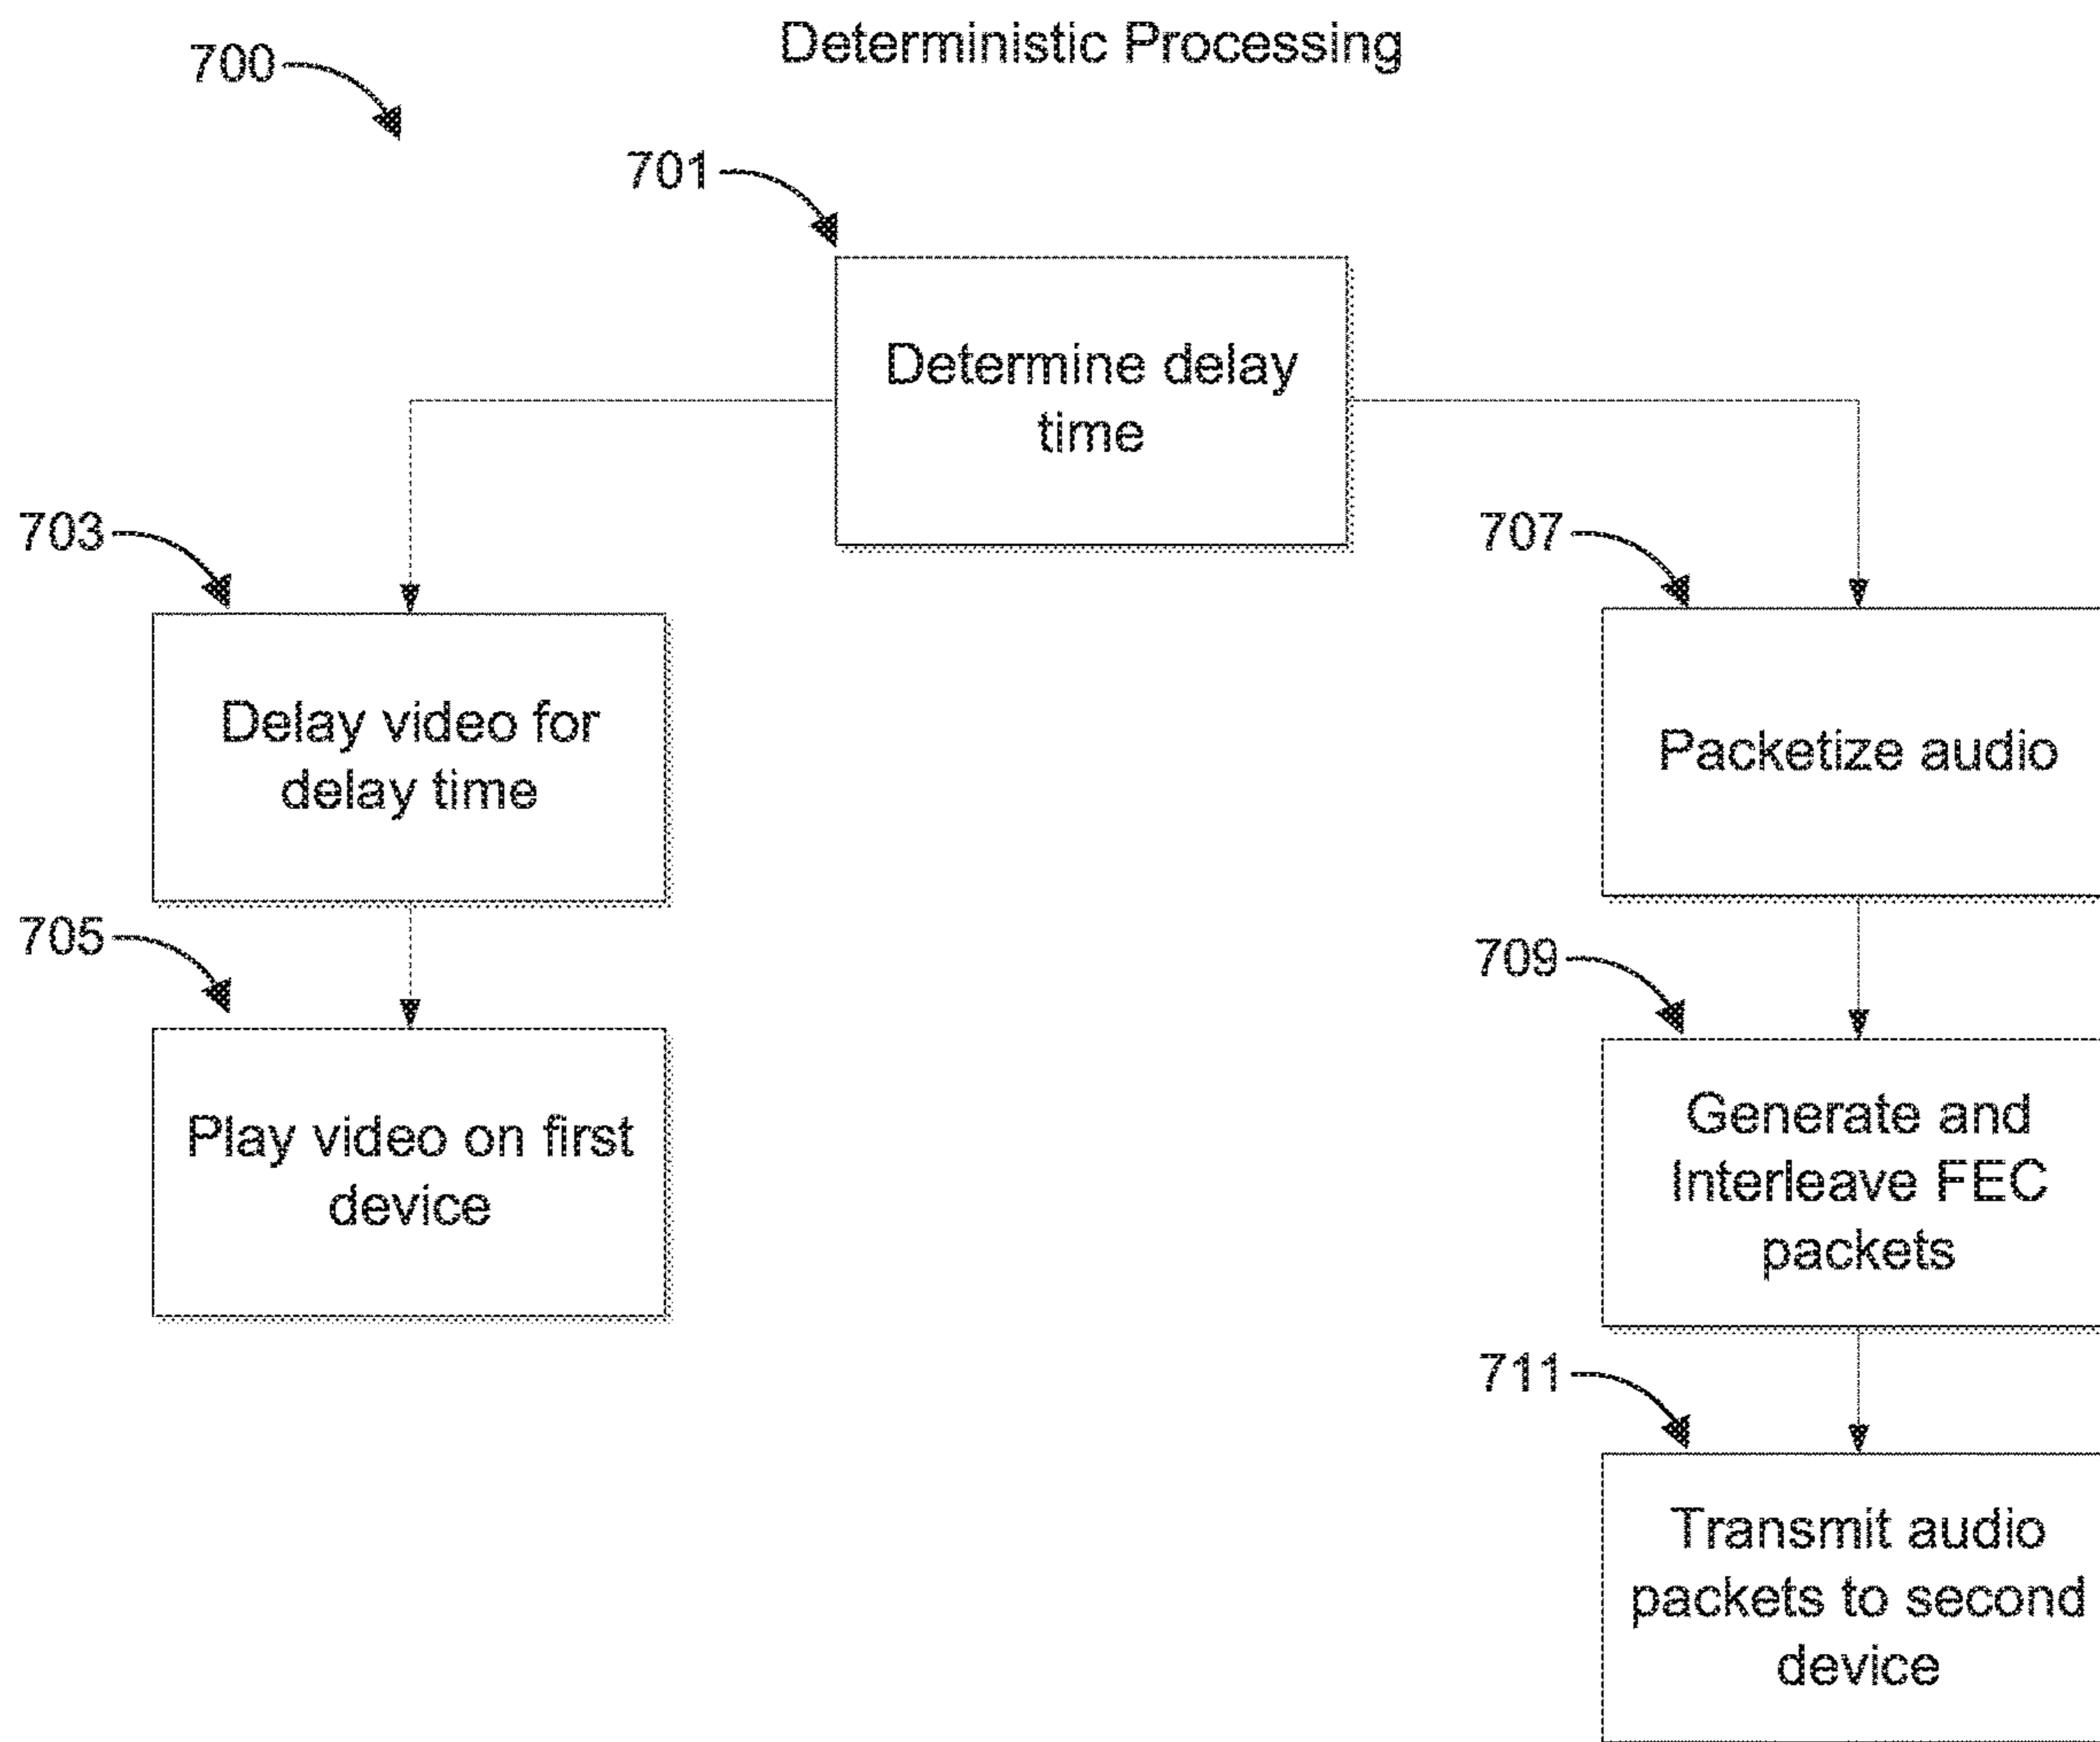 Deterministic Processing
700
701
Determine delay
time
703
Delay video for
delay time
705
Play video on first
device
707
Packetize audio
709
Generate and
Interleave FEC
packets
711
Transmit audio
packets to second
device